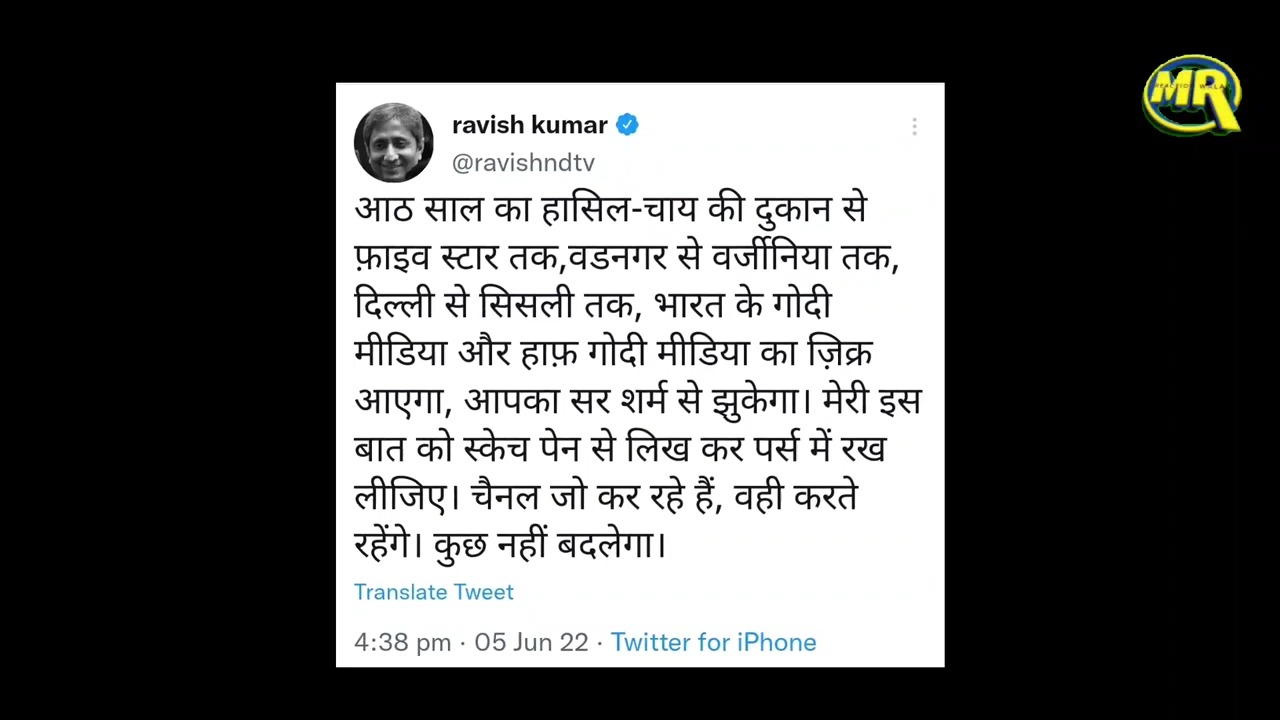 ravish kumar
@ravishndtv
आठ साल का हासिल-चाय की दुकान से
फ़ाइव स्टार तक,वडनगर से वर्जीनिया तक,
दिल्ली से सिसली तक, भारत के गोदी
मीडिया और हाफ़ गोदी मीडिया का ज़िक्र
आएगा, आपका सर शर्म से झुकेगा। मेरी इस
बात को स्केच पेन से लिख कर पर्स में रख
लीजिए। चैनल जो कर रहे हैं, वही करते
रहेंगे। कुछ नहीं बदलेगा।
Translate Tweet
4:38 pm · 05 Jun 22 · Twitter for iPhone
MR
REACTION WALA